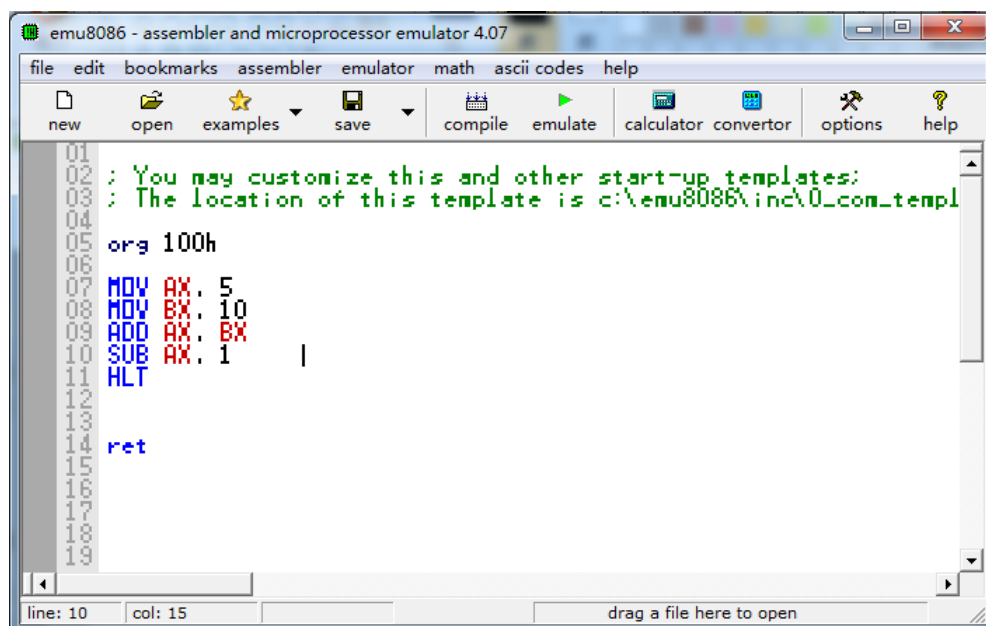 emu8086 - assembler and microprocessor emulator 4.07
file edit bookmarks assembler emulator math ascii codes help
new open examples save compile emulate calculator convertor options help
01
02 ; You may customize this and other start-up templates;
03 ; The location of this template is c:\emu8086\inc\0_com_templ
04
05 org 100h
06
07 MOV AX, 5
08 MOV BX, 10
09 ADD AX, BX
10 SUB AX, 1
11 HLT
12
13
14 ret
15
16
17
18
19
line: 10 col: 15 drag a file here to open